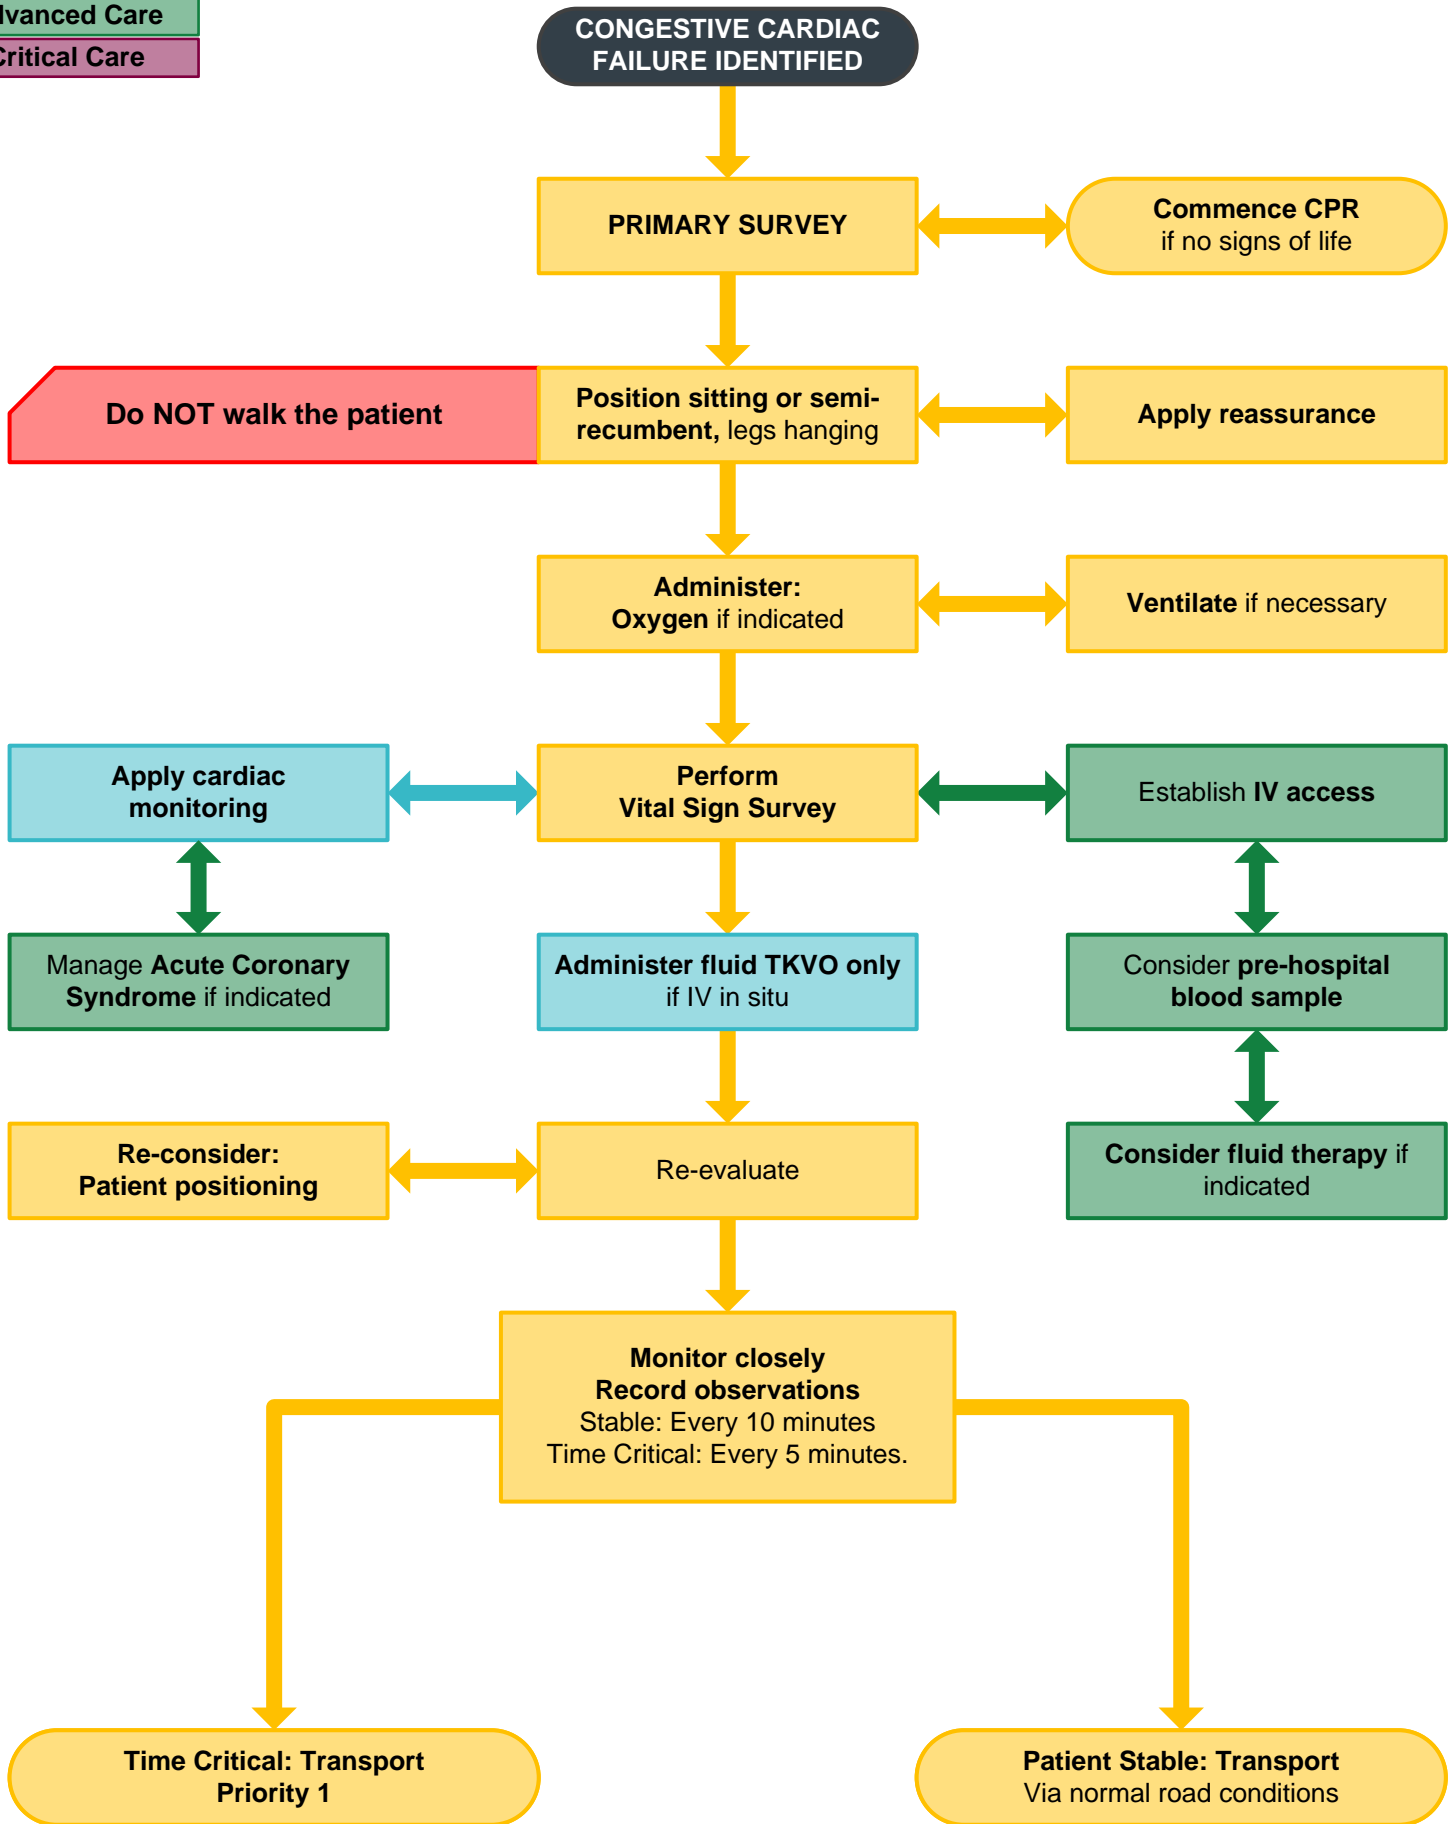 Care
Critical Care
CONGESTIVE CARDIAC
FAILURE IDENTIFIED
PRIMARY SURVEY
Commence CPR
if no signs of life
Do NOT walk the patient
Position sitting or semi-
recumbent, legs hanging
Apply reassurance
Administer:
Oxygen if indicated
Ventilate if necessary
Apply cardiac
monitoring
Perform
Vital Sign Survey
Establish IV access
Manage Acute Coronary
Syndrome if indicated
Administer fluid TKVO only
if IV in situ
Consider pre-hospital
blood sample
Re-consider:
Patient positioning
Re-evaluate
Consider fluid therapy if
indicated
Monitor closely
Record observations
Stable: Every 10 minutes
Time Critical: Every 5 minutes.
Time Critical: Transport
Priority 1
Patient Stable: Transport
Via normal road conditions